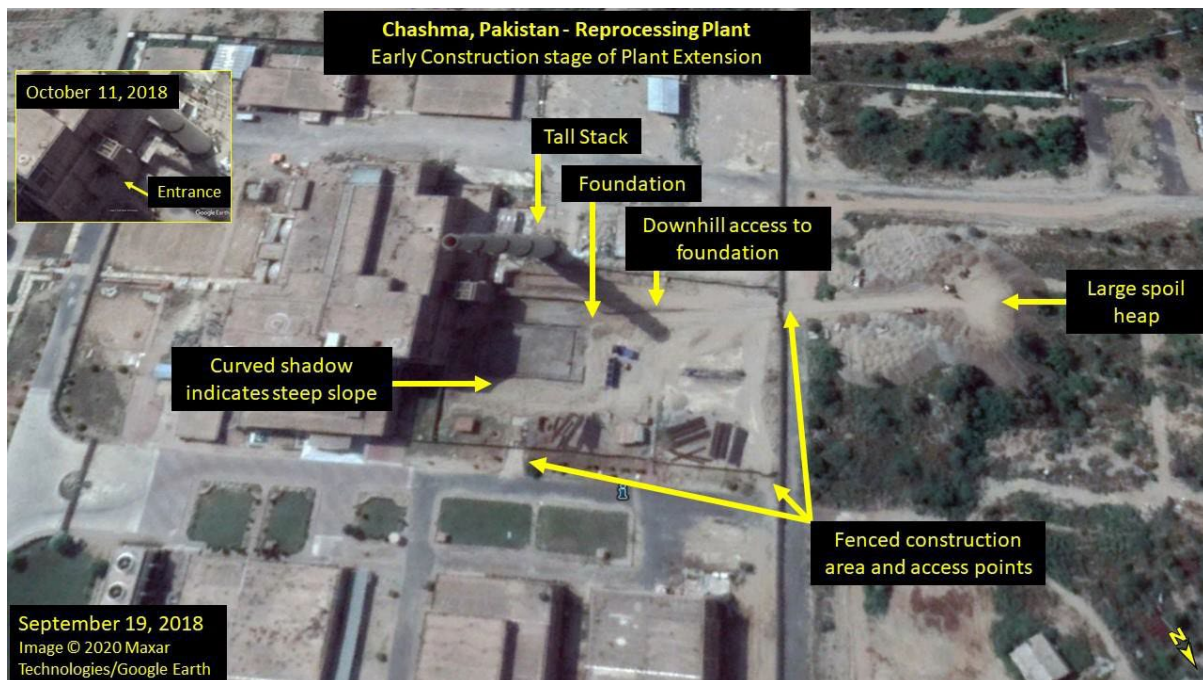 Chashma, Pakistan - Reprocessing Plant
Early Construction stage of Plant Extension
October 11, 2018
Entrance
Google Earth
Tall Stack
Foundation
Downhill access to
foundation
Large spoil
heap
Curved shadow
indicates steep slope
Fenced construction
area and access points
September 19, 2018
Image © 2020 Maxar
Technologies/Google Earth
N